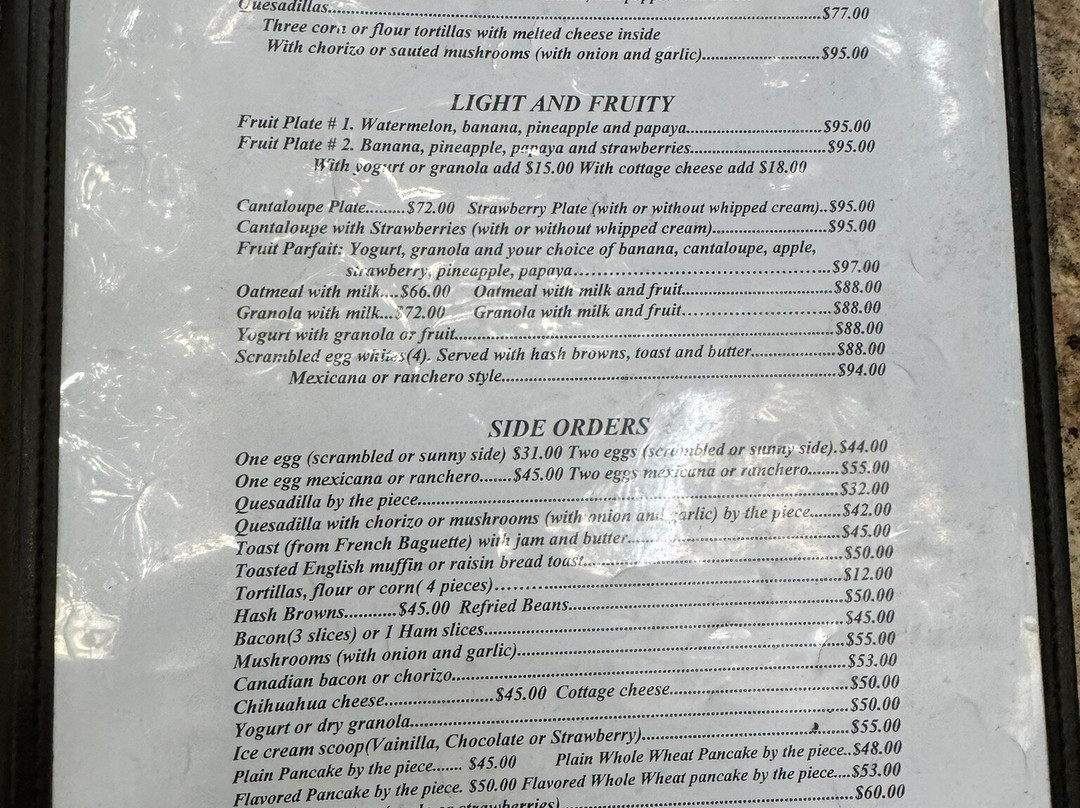 Quesadillas..............................$77.00
Three corn or flour tortillas with melted cheese inside
With chorizo or sauted mushrooms (with onion and garlic)..............................$95.00
LIGHT AND FRUITY
Fruit Plate # 1. Watermelon, banana, pineapple and papaya..............................$95.00
Fruit Plate # 2. Banana, pineapple, papaya and strawberries..............................$95.00
With yogurt or granola add $15.00 With cottage cheese add $18.00
Cantaloupe Plate.........$72.00 Strawberry Plate (with or without whipped cream)..$95.00
Cantaloupe with Strawberries (with or without whipped cream)..............................$95.00
Fruit Parfait: Yogurt, granola and your choice of banana, cantaloupe, apple,
strawberry, pineapple, papaya..............................$97.00
Oatmeal with milk....$66.00 Oatmeal with milk and fruit..............................$88.00
Granola with milk...$72.00 Granola with milk and fruit..............................$88.00
Yogurt with granola or fruit..............................$88.00
Scrambled egg whites(4). Served with hash browns, toast and butter..............................$88.00
Mexicana or ranchero style..............................$94.00
SIDE ORDERS
One egg (scrambled or sunny side) $31.00 Two eggs (scrambled or sunny side).$44.00
One egg mexicana or ranchero.......$45.00 Two eggs mexicana or ranchero.......$55.00
Quesadilla by the piece..............................$32.00
Quesadilla with chorizo or mushrooms (with onion and garlic) by the piece.......$42.00
Toast (from French Baguette) with jam and butter..............................$45.00
Toasted English muffin or raisin bread toast..............................$50.00
Tortillas, flour or corn( 4 pieces)..............................$12.00
Hash Browns..........$45.00 Refried Beans..............................$50.00
Bacon(3 slices) or 1 Ham slices..............................$45.00
Mushrooms (with onion and garlic)..............................$55.00
Canadian bacon or chorizo..............................$53.00
Chihuahua cheese......................$45.00 Cottage cheese..............................$50.00
Yogurt or dry granola..............................$50.00
Ice cream scoop(Vainilla, Chocolate or Strawberry)..............................$55.00
Plain Pancake by the piece....... $45.00 Plain Whole Wheat Pancake by the piece..$48.00
Flavored Pancake by the piece. $50.00 Flavored Whole Wheat pancake by the piece....$53.00
or strawberries)..............................$60.00